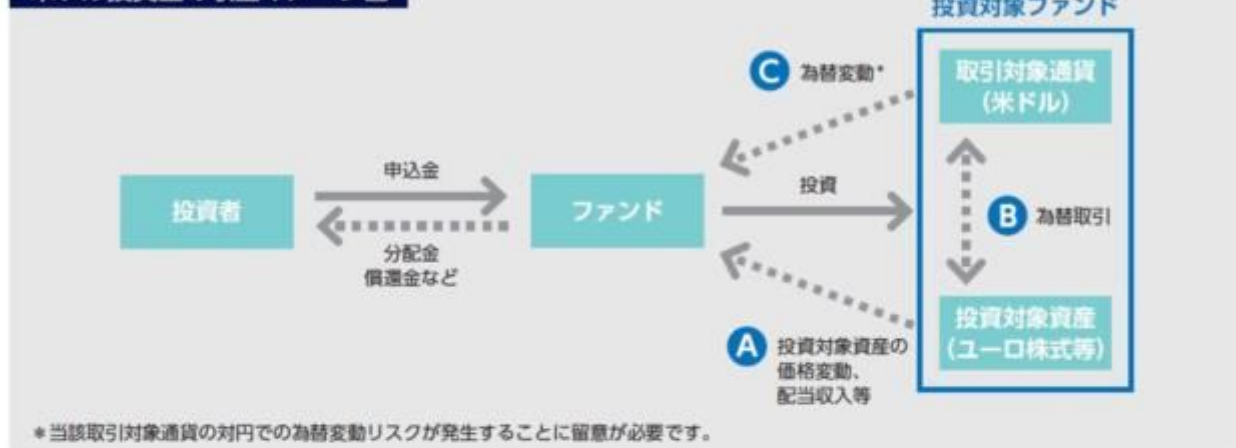 投資対象ファンド
C 為替変動*
取引対象通貨
(米ドル)
申込金
投資者
ファンド
投資
B 為替取引
分配金
償還金など
A 投資対象資産の
価格変動、
配当収入等
投資対象資産
(ユーロ株式等)
*当該取引対象通貨の対円での為替変動リスクが発生することに留意が必要です。